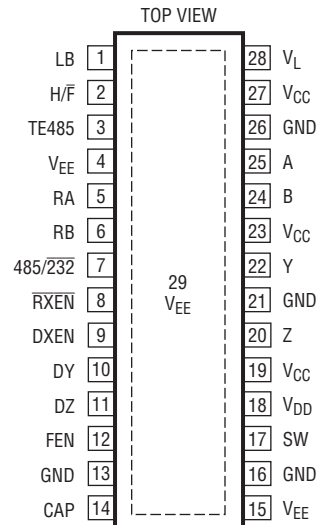 TOP VIEW
LB 1
H/F̅ 2
TE485 3
VEE 4
RA 5
RB 6
485/2̅3̅2̅ 7
R̅X̅E̅N̅ 8
DXEN 9
DY 10
DZ 11
FEN 12
GND 13
CAP 14
29
VEE
28 VL
27 VCC
26 GND
25 A
24 B
23 VCC
22 Y
21 GND
20 Z
19 VCC
18 VDD
17 SW
16 GND
15 VEE